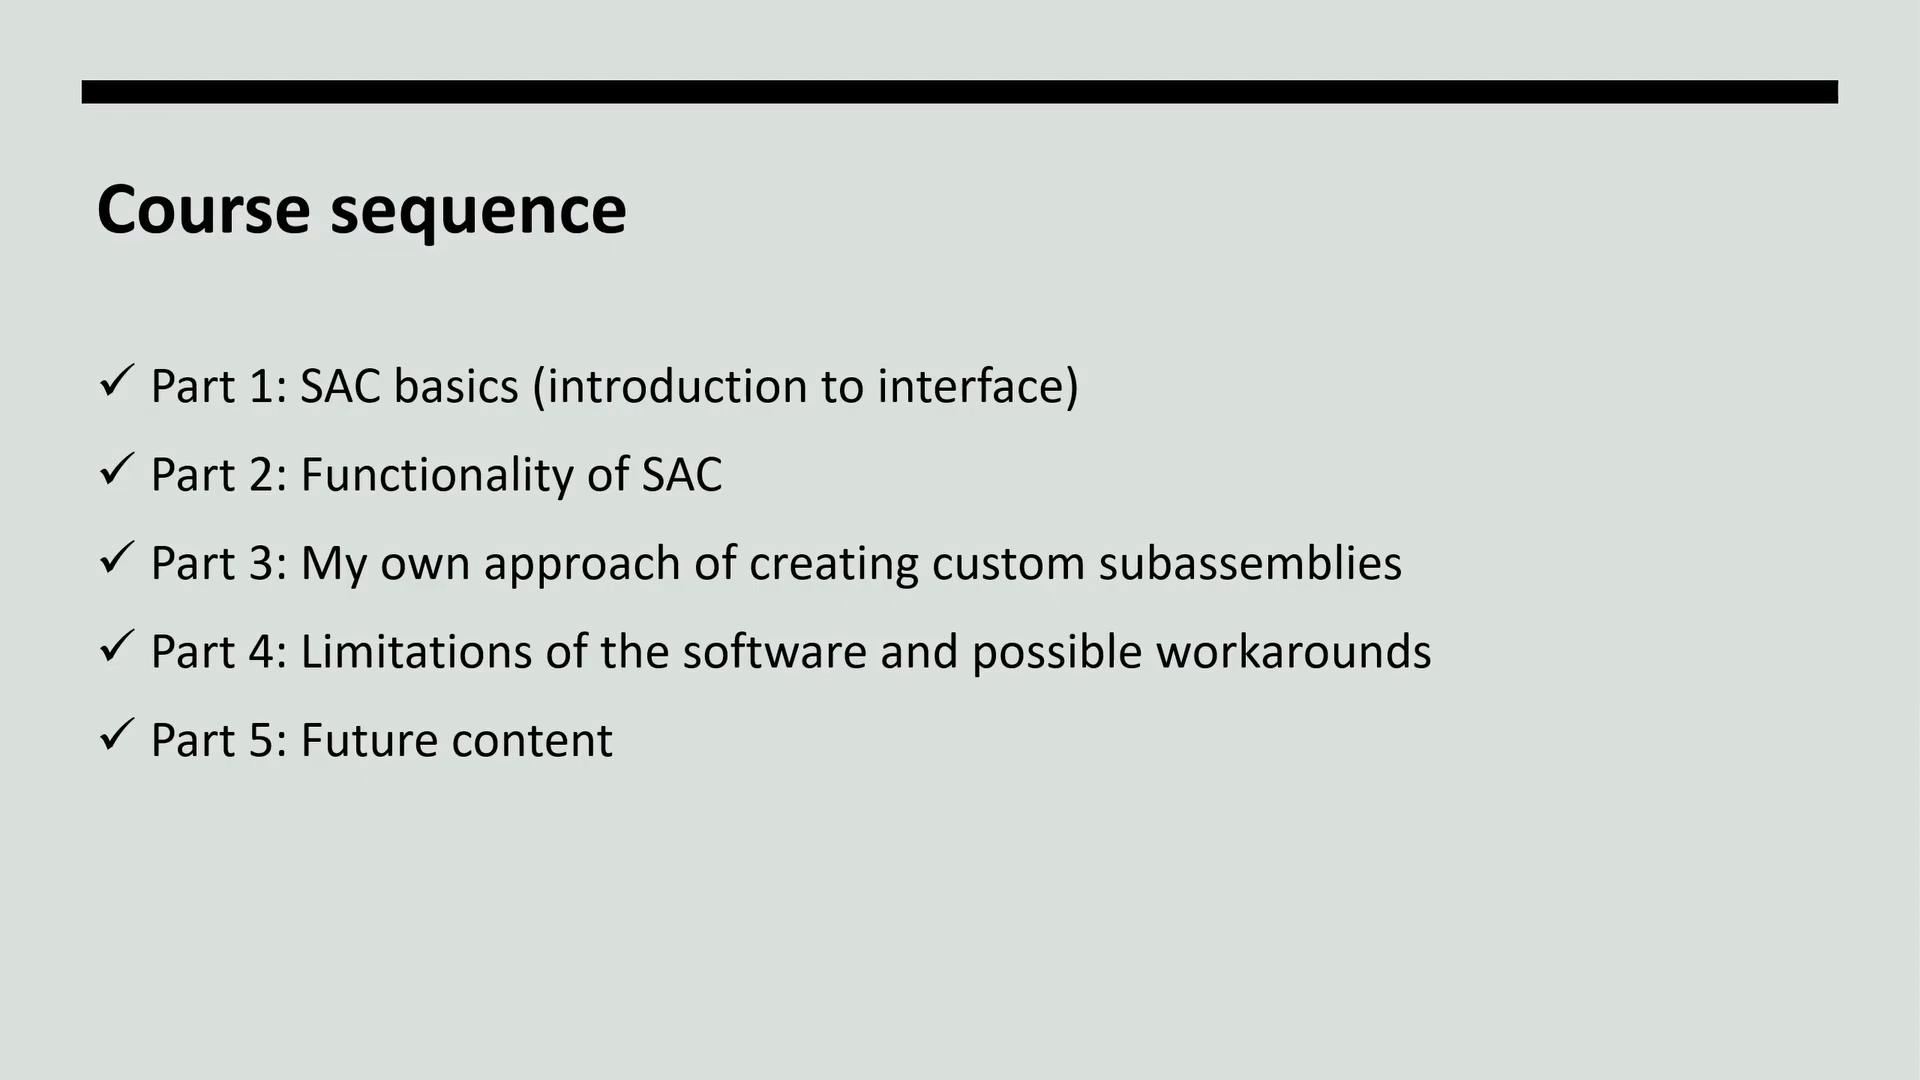 Course sequence
✓ Part 1: SAC basics (introduction to interface)
✓ Part 2: Functionality of SAC
✓ Part 3: My own approach of creating custom subassemblies
✓ Part 4: Limitations of the software and possible workarounds
✓ Part 5: Future content